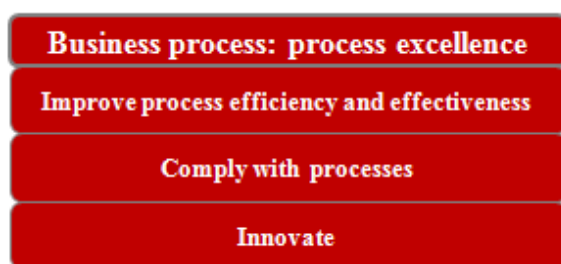 Business process: process excellence
Improve process efficiency and effectiveness
Comply with processes
Innovate